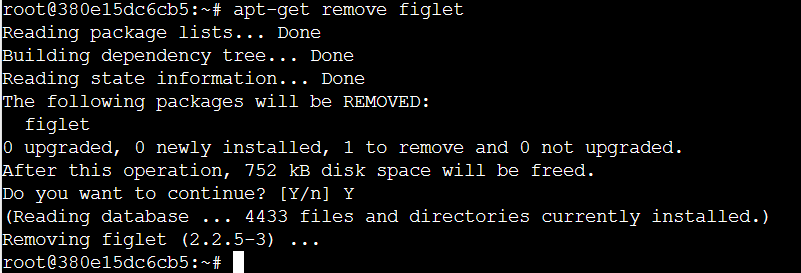 root@380e15dc6cb5:~# apt-get remove figlet
Reading package lists... Done
Building dependency tree... Done
Reading state information... Done
The following packages will be REMOVED:
  figlet
0 upgraded, 0 newly installed, 1 to remove and 0 not upgraded.
After this operation, 752 kB disk space will be freed.
Do you want to continue? [Y/n] Y
(Reading database ... 4433 files and directories currently installed.)
Removing figlet (2.2.5-3) ...
root@380e15dc6cb5:~#